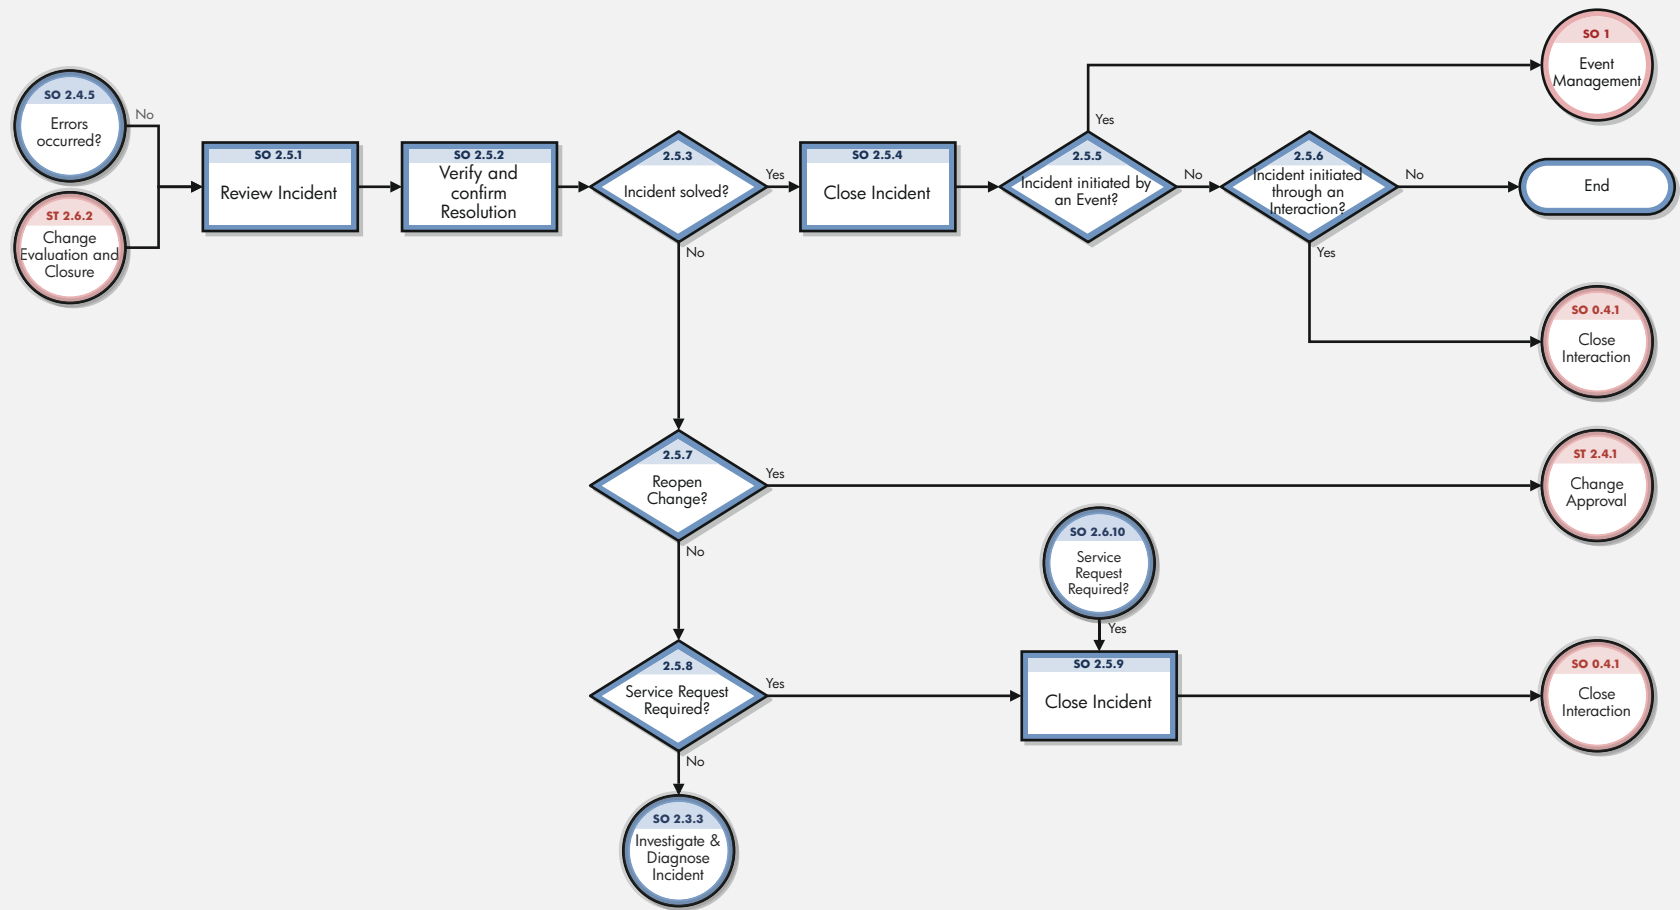 SO 1
Event
Management
SO 2.4.5
Errors
occurred?
No
ST 2.6.2
Change
Evaluation and
Closure
SO 2.5.1
Review Incident
SO 2.5.2
Verify and
confirm
Resolution
2.5.3
Incident solved?
Yes
No
SO 2.5.4
Close Incident
2.5.5
Incident initiated by
an Event?
Yes
No
2.5.6
Incident initiated
through an
Interaction?
No
Yes
End
SO 0.4.1
Close
Interaction
2.5.7
Reopen
Change?
Yes
No
ST 2.4.1
Change
Approval
SO 2.6.10
Service
Request
Required?
Yes
2.5.8
Service Request
Required?
Yes
No
SO 2.5.9
Close Incident
SO 0.4.1
Close
Interaction
SO 2.3.3
Investigate &
Diagnose
Incident